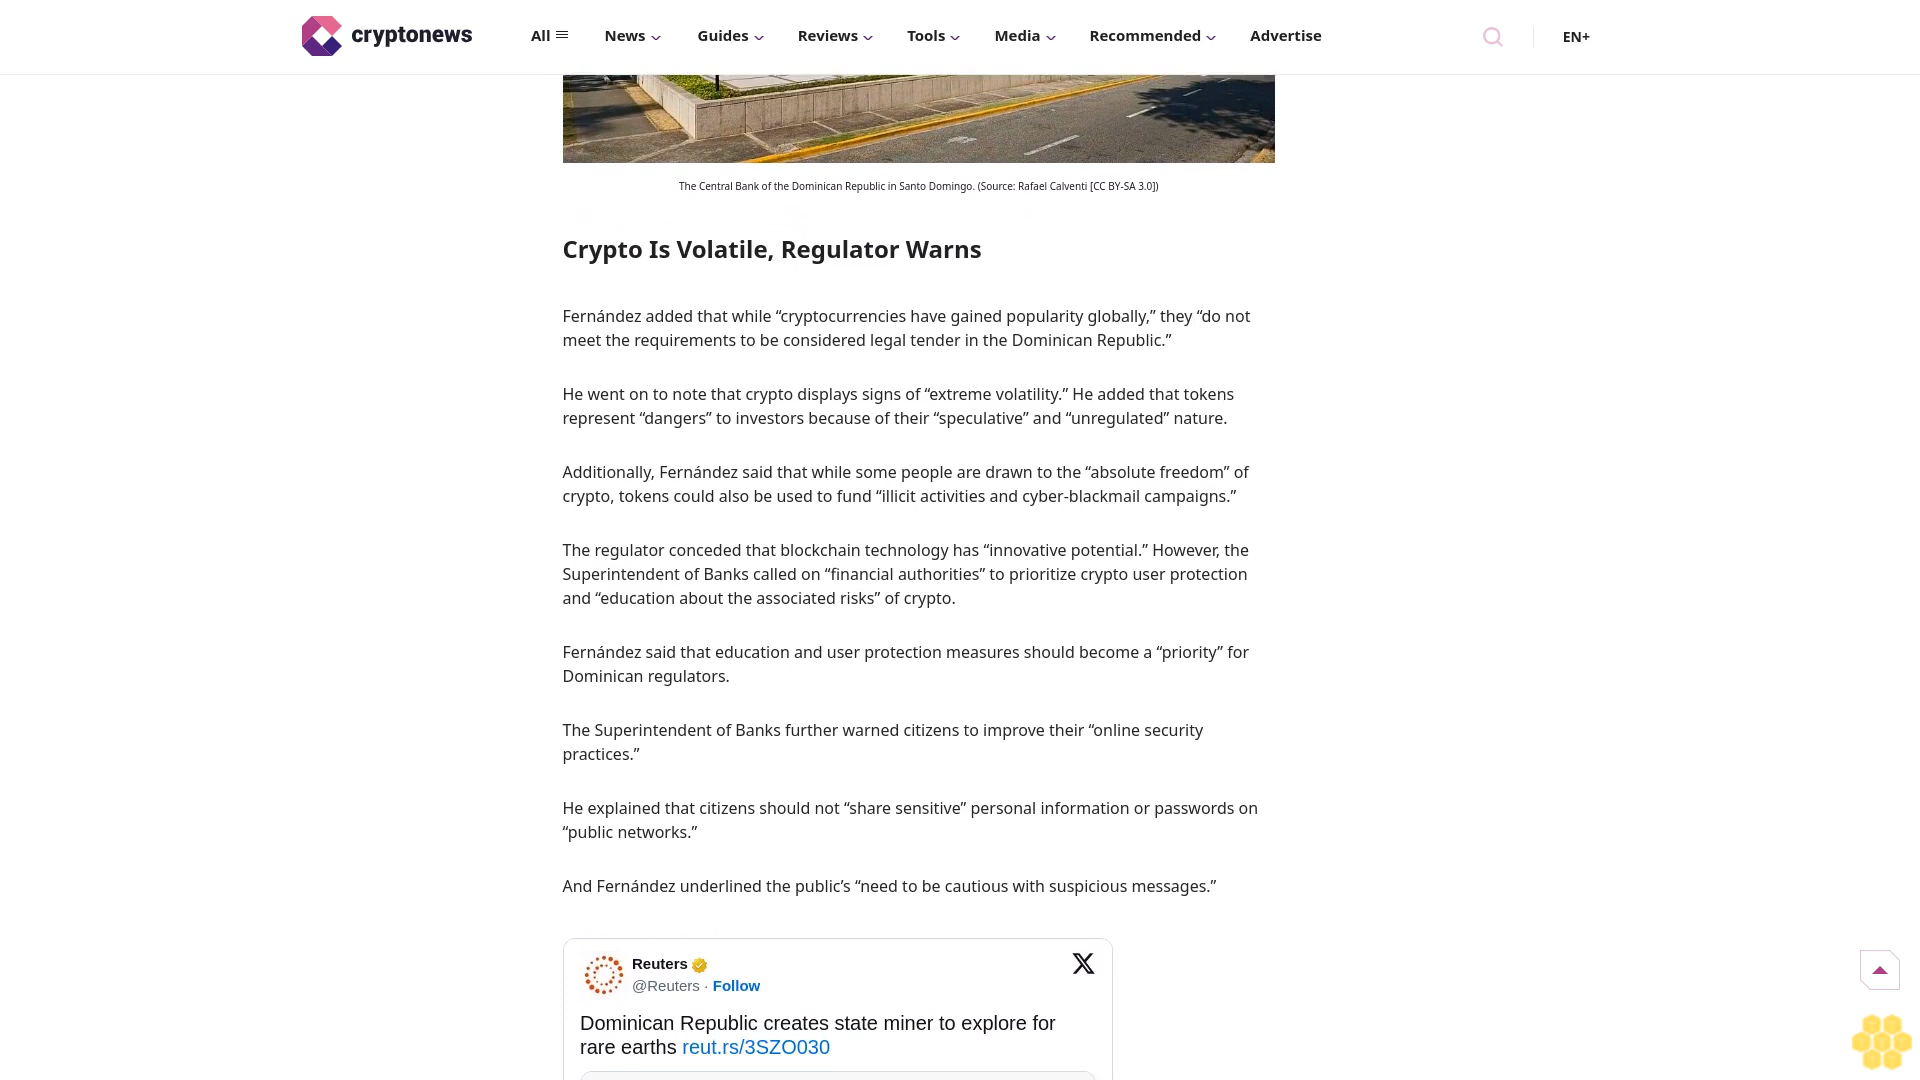 cryptonews
All News Guides Reviews Tools Media Recommended Advertise EN+
The Central Bank of the Dominican Republic in Santo Domingo. (Source: Rafael Calventi [CC BY-SA 3.0])
Crypto Is Volatile, Regulator Warns
Fernández added that while “cryptocurrencies have gained popularity globally,” they “do not
meet the requirements to be considered legal tender in the Dominican Republic.”
He went on to note that crypto displays signs of “extreme volatility.” He added that tokens
represent “dangers” to investors because of their “speculative” and “unregulated” nature.
Additionally, Fernández said that while some people are drawn to the “absolute freedom” of
crypto, tokens could also be used to fund “illicit activities and cyber-blackmail campaigns.”
The regulator conceded that blockchain technology has “innovative potential.” However, the
Superintendent of Banks called on “financial authorities” to prioritize crypto user protection
and “education about the associated risks” of crypto.
Fernández said that education and user protection measures should become a “priority” for
Dominican regulators.
The Superintendent of Banks further warned citizens to improve their “online security
practices.”
He explained that citizens should not “share sensitive” personal information or passwords on
“public networks.”
And Fernández underlined the public’s “need to be cautious with suspicious messages.”
Reuters
@Reuters · Follow
Dominican Republic creates state miner to explore for
rare earths reut.rs/3SZO030